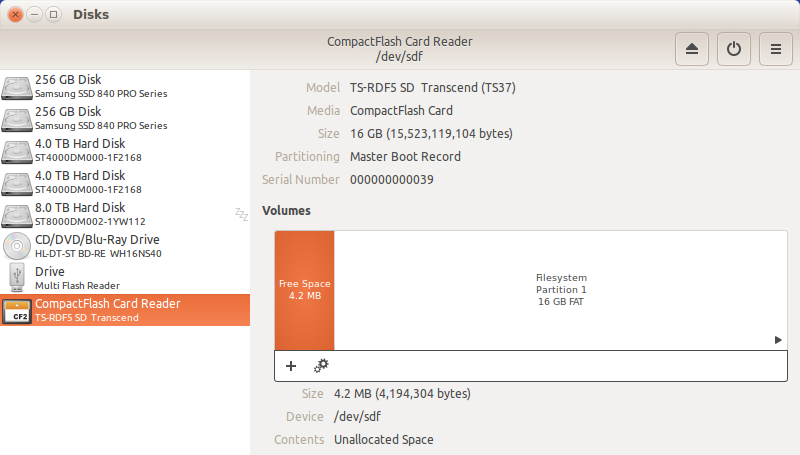 Disks
CompactFlash Card Reader
/dev/sdf
256 GB Disk
Samsung SSD 840 PRO Series
256 GB Disk
Samsung SSD 840 PRO Series
4.0 TB Hard Disk
ST4000DM000-1F2168
4.0 TB Hard Disk
ST4000DM000-1F2168
8.0 TB Hard Disk
ST8000DM002-1YW112
CD/DVD/Blu-Ray Drive
HL-DT-ST BD-RE WH16NS40
Drive
Multi Flash Reader
CF2
CompactFlash Card Reader
TS-RDF5 SD Transcend
Model TS-RDF5 SD Transcend (TS37)
Media CompactFlash Card
Size 16 GB (15,523,119,104 bytes)
Partitioning Master Boot Record
Serial Number 000000000039
Volumes
Free Space
4.2 MB
Filesystem
Partition 1
16 GB FAT
Size 4.2 MB (4,194,304 bytes)
Device /dev/sdf
Contents Unallocated Space